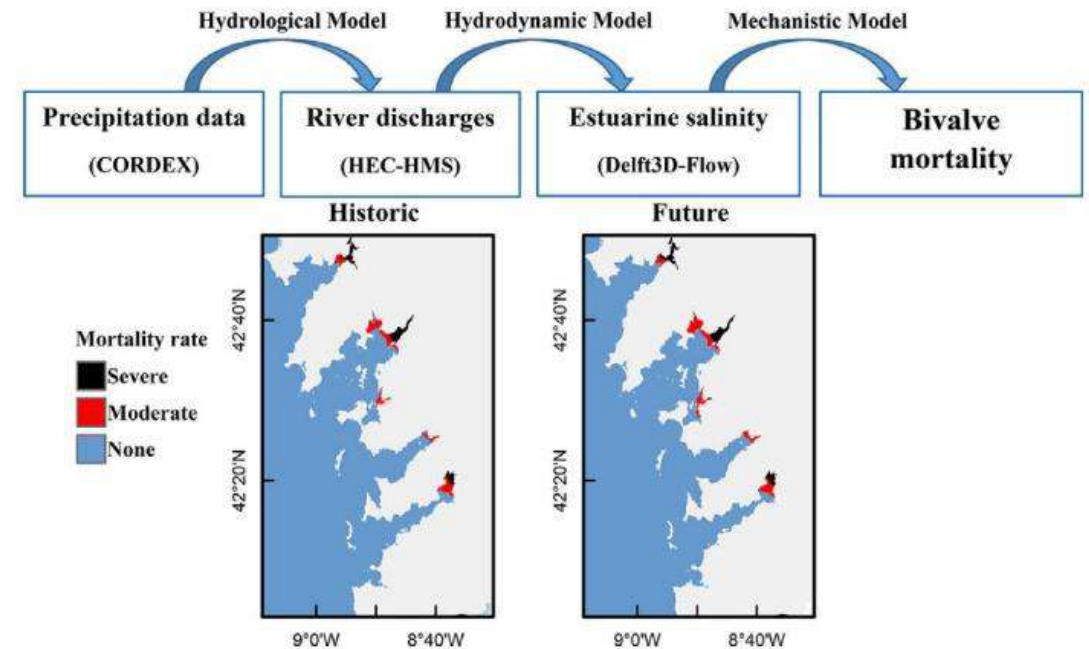 Hydrological Model
Hydrodynamic Model
Mechanistic Model
Precipitation data
(CORDEX)
River discharges
(HEC-HMS)
Estuarine salinity
(Delft3D-Flow)
Bivalve
mortality
Historic
Future
Mortality rate
Severe
Moderate
None
42°40'N
42°20'N
9°0'W
8°40'W
42°40'N
42°20'N
9°0'W
8°40'W